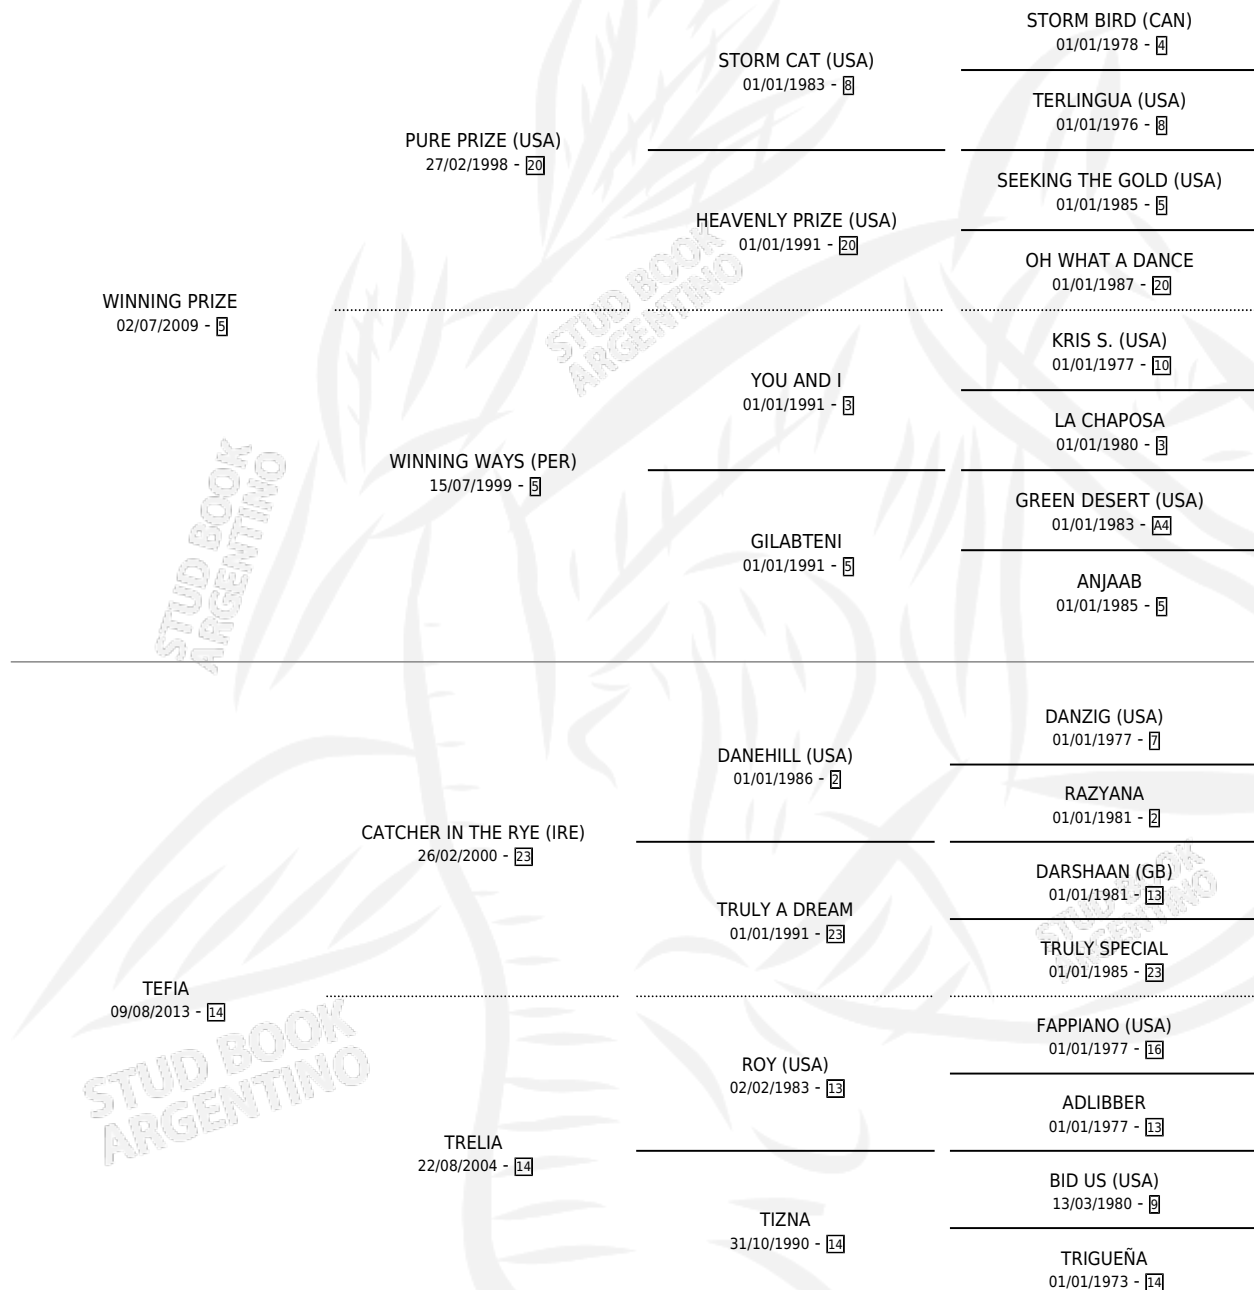 STORM BIRD (CAN)
01/01/1978 - 4
STORM CAT (USA)
01/01/1983 - 8
TERLINGUA (USA)
01/01/1976 - 8
PURE PRIZE (USA)
27/02/1998 - 20
SEEKING THE GOLD (USA)
01/01/1985 - 5
HEAVENLY PRIZE (USA)
01/01/1991 - 20
OH WHAT A DANCE
01/01/1987 - 20
WINNING PRIZE
02/07/2009 - 5
STUD BOOK
ARGENTINO
KRIS S. (USA)
01/01/1977 - 10
YOU AND I
01/01/1991 - 3
LA CHAPOSA
01/01/1980 - 3
WINNING WAYS (PER)
15/07/1999 - 5
GREEN DESERT (USA)
01/01/1983 - A4
GILABTENI
01/01/1991 - 5
ANJAAB
01/01/1985 - 5
STUD BOOK
ARGENTINO
DANZIG (USA)
01/01/1977 - 7
DANEHILL (USA)
01/01/1986 - 2
RAZYANA
01/01/1981 - 2
CATCHER IN THE RYE (IRE)
26/02/2000 - 23
DARSHAAN (GB)
01/01/1981 - 13
TRULY A DREAM
01/01/1991 - 23
STUD BOOK
ARGENTINO
TRULY SPECIAL
01/01/1985 - 23
TEFIA
09/08/2013 - 14
STUD BOOK
ARGENTINO
FAPPIANO (USA)
01/01/1977 - 16
ROY (USA)
02/02/1983 - 13
ADLIBBER
01/01/1977 - 13
TRELIA
22/08/2004 - 14
BID US (USA)
13/03/1980 - 9
TIZNA
31/10/1990 - 14
TRIGUEÑA
01/01/1973 - 14